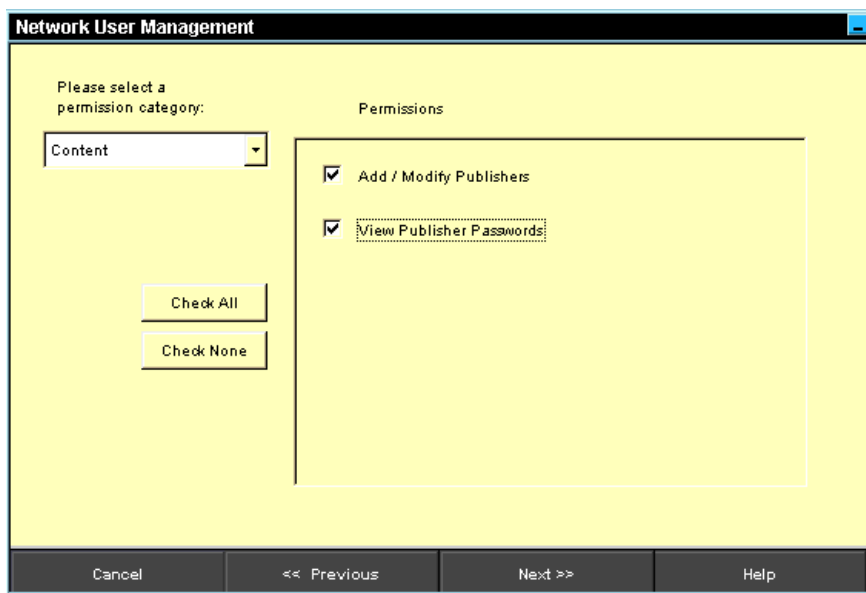 Network User Management
Please select a
permission category:
Permissions
Content
Add / Modify Publishers
View Publisher Passwords
Check All
Check None
Cancel
<< Previous
Next >>
Help